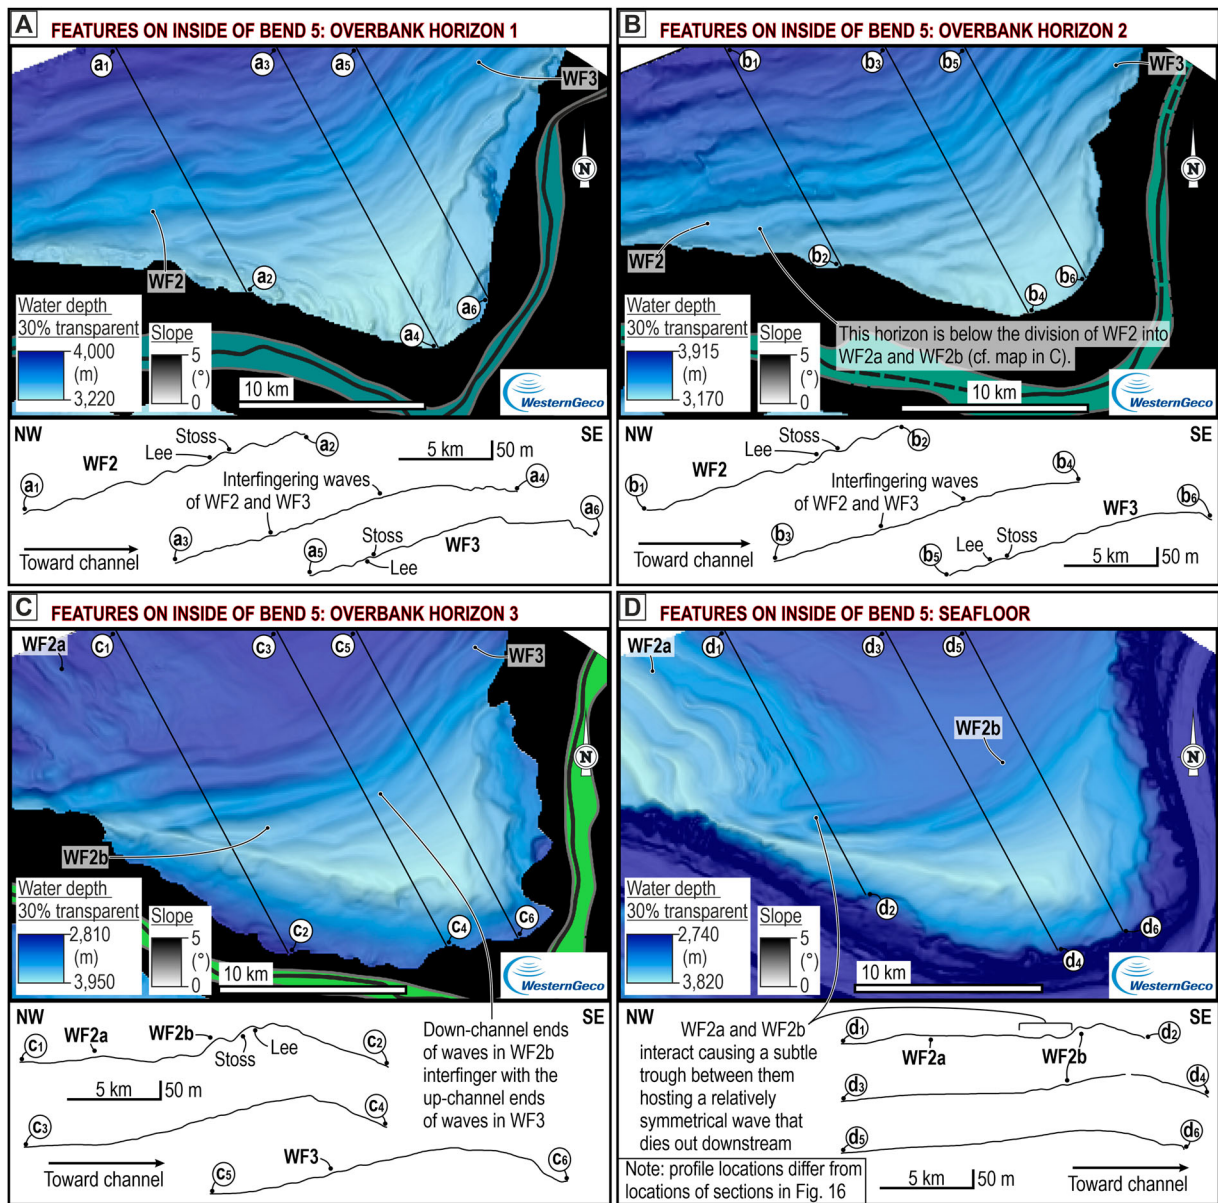 A FEATURES ON INSIDE OF BEND 5: OVERBANK HORIZON 1
a1
a3
a5
WF3
N
WF2
a2
a6
a4
Water depth
30% transparent
4,000
(m)
3,220
Slope
5
(°)
0
10 km
WesternGeco
NW
SE
Stoss
Lee
a2
5 km
50 m
WF2
a1
Interfingering waves
of WF2 and WF3
a4
a6
a3
Stoss
WF3
a5
Lee
Toward channel
B FEATURES ON INSIDE OF BEND 5: OVERBANK HORIZON 2
b1
b3
b5
WF3
N
WF2
b2
b6
b4
This horizon is below the division of WF2 into
WF2a and WF2b (cf. map in C).
Water depth
30% transparent
3,915
(m)
3,170
Slope
5
(°)
0
10 km
WesternGeco
NW
SE
Stoss
Lee
b2
WF2
b4
b1
Interfingering waves
of WF2 and WF3
WF3
b6
b3
Stoss
Lee
b5
5 km
50 m
Toward channel
C FEATURES ON INSIDE OF BEND 5: OVERBANK HORIZON 3
WF2a
c1
c3
c5
WF3
N
WF2b
c2
c4
c6
Water depth
30% transparent
2,810
(m)
3,950
Slope
5
(°)
0
10 km
WesternGeco
NW
SE
c1
WF2a
WF2b
Stoss
Lee
c2
5 km
50 m
c3
c4
WF3
c5
c6
Toward channel
Down-channel ends
of waves in WF2b
interfinger with the
up-channel ends
of waves in WF3
D FEATURES ON INSIDE OF BEND 5: SEAFLOOR
WF2a
d1
d3
d5
WF2b
N
d2
d6
d4
Water depth
30% transparent
2,740
(m)
3,820
Slope
5
(°)
0
10 km
WesternGeco
NW
SE
WF2a and WF2b
interact causing a subtle
trough between them
hosting a relatively
symmetrical wave that
dies out downstream
d1
WF2a
WF2b
d2
d3
d4
d5
d6
Note: profile locations differ from
locations of sections in Fig. 16
5 km
50 m
Toward channel